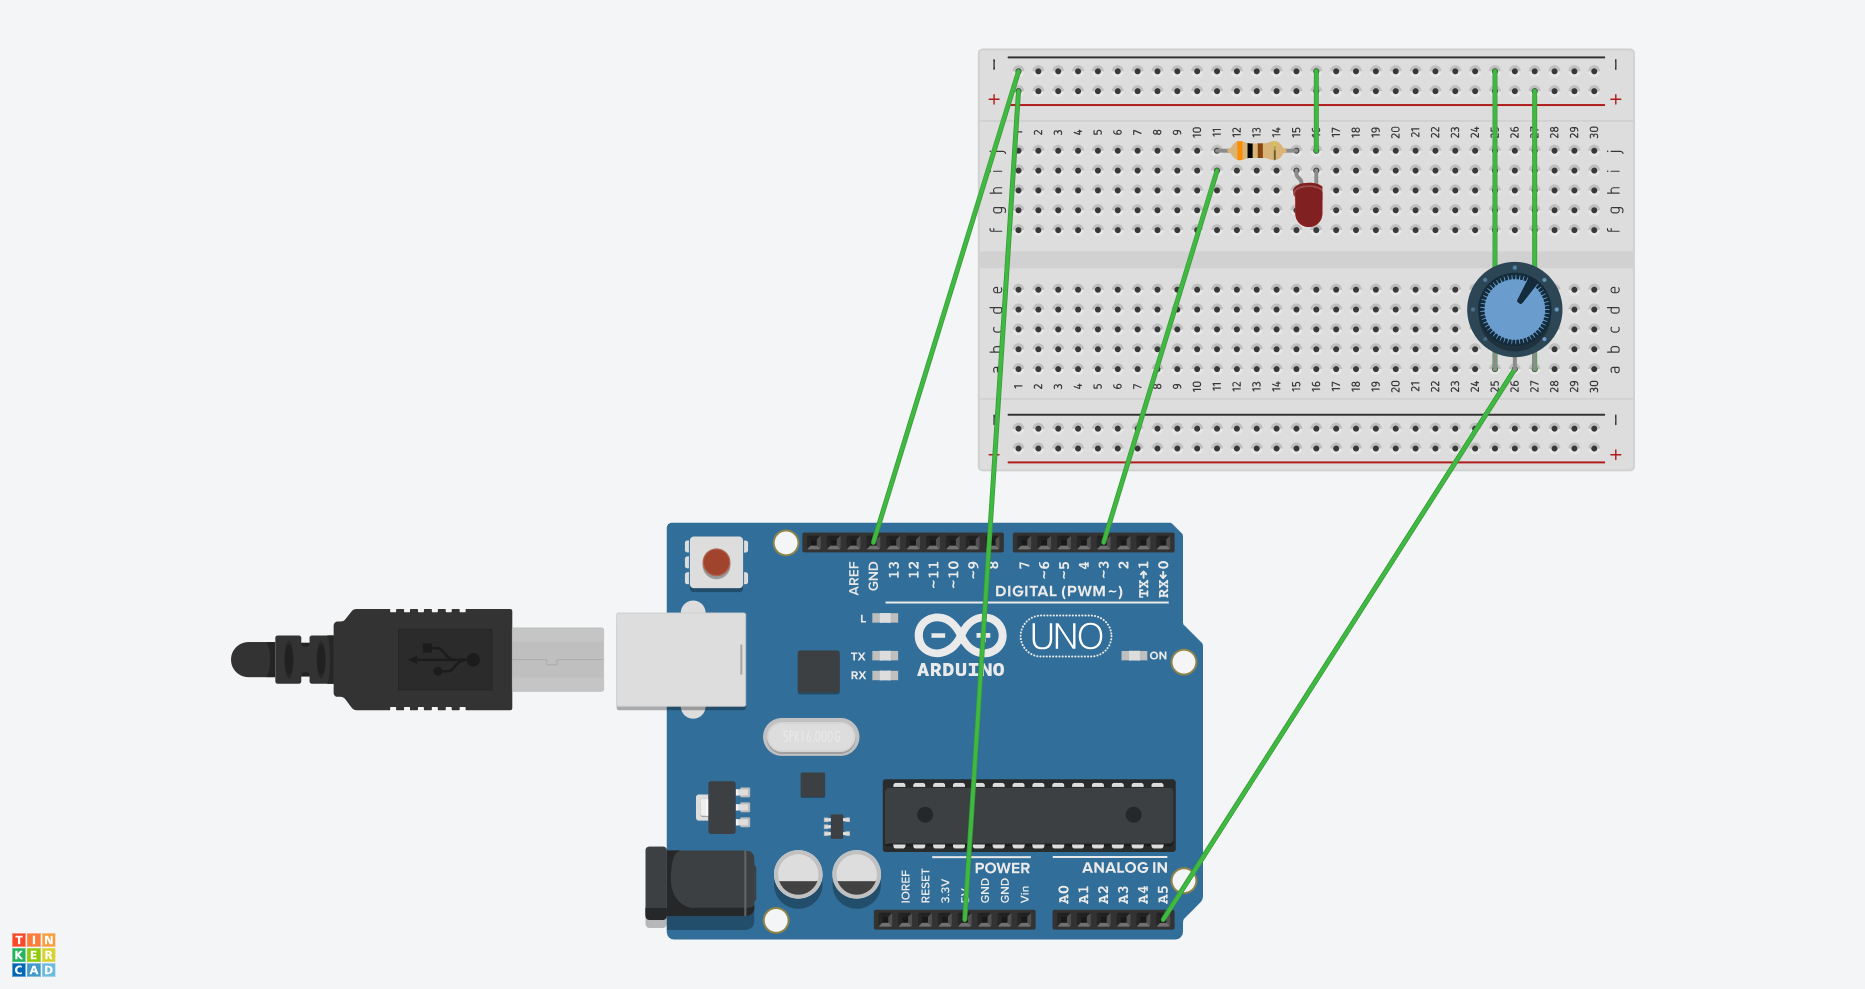 − −
+ +
1 2 3 4 5 6 7 8 9 10 11 12 13 14 15 16 17 18 19 20 21 22 23 24 25 26 27 28 29 30
j j
i i
h h
g g
f f
e e
d d
c c
b b
a a
1 2 3 4 5 6 7 8 9 10 11 12 13 14 15 16 17 18 19 20 21 22 23 24 25 26 27 28 29 30
− −
+ +
AREF GND 13 12 ~11 ~10 ~9 8 7 ~6 ~5 4 ~3 2 TX→1 RX←0
DIGITAL (PWM~)
L
UNO
TX ON
RX ARDUINO
SPK16.000G
POWER ANALOG IN
IOREF RESET 3.3V 5V GND GND Vin A0 A1 A2 A3 A4 A5
TIN
KER
CAD